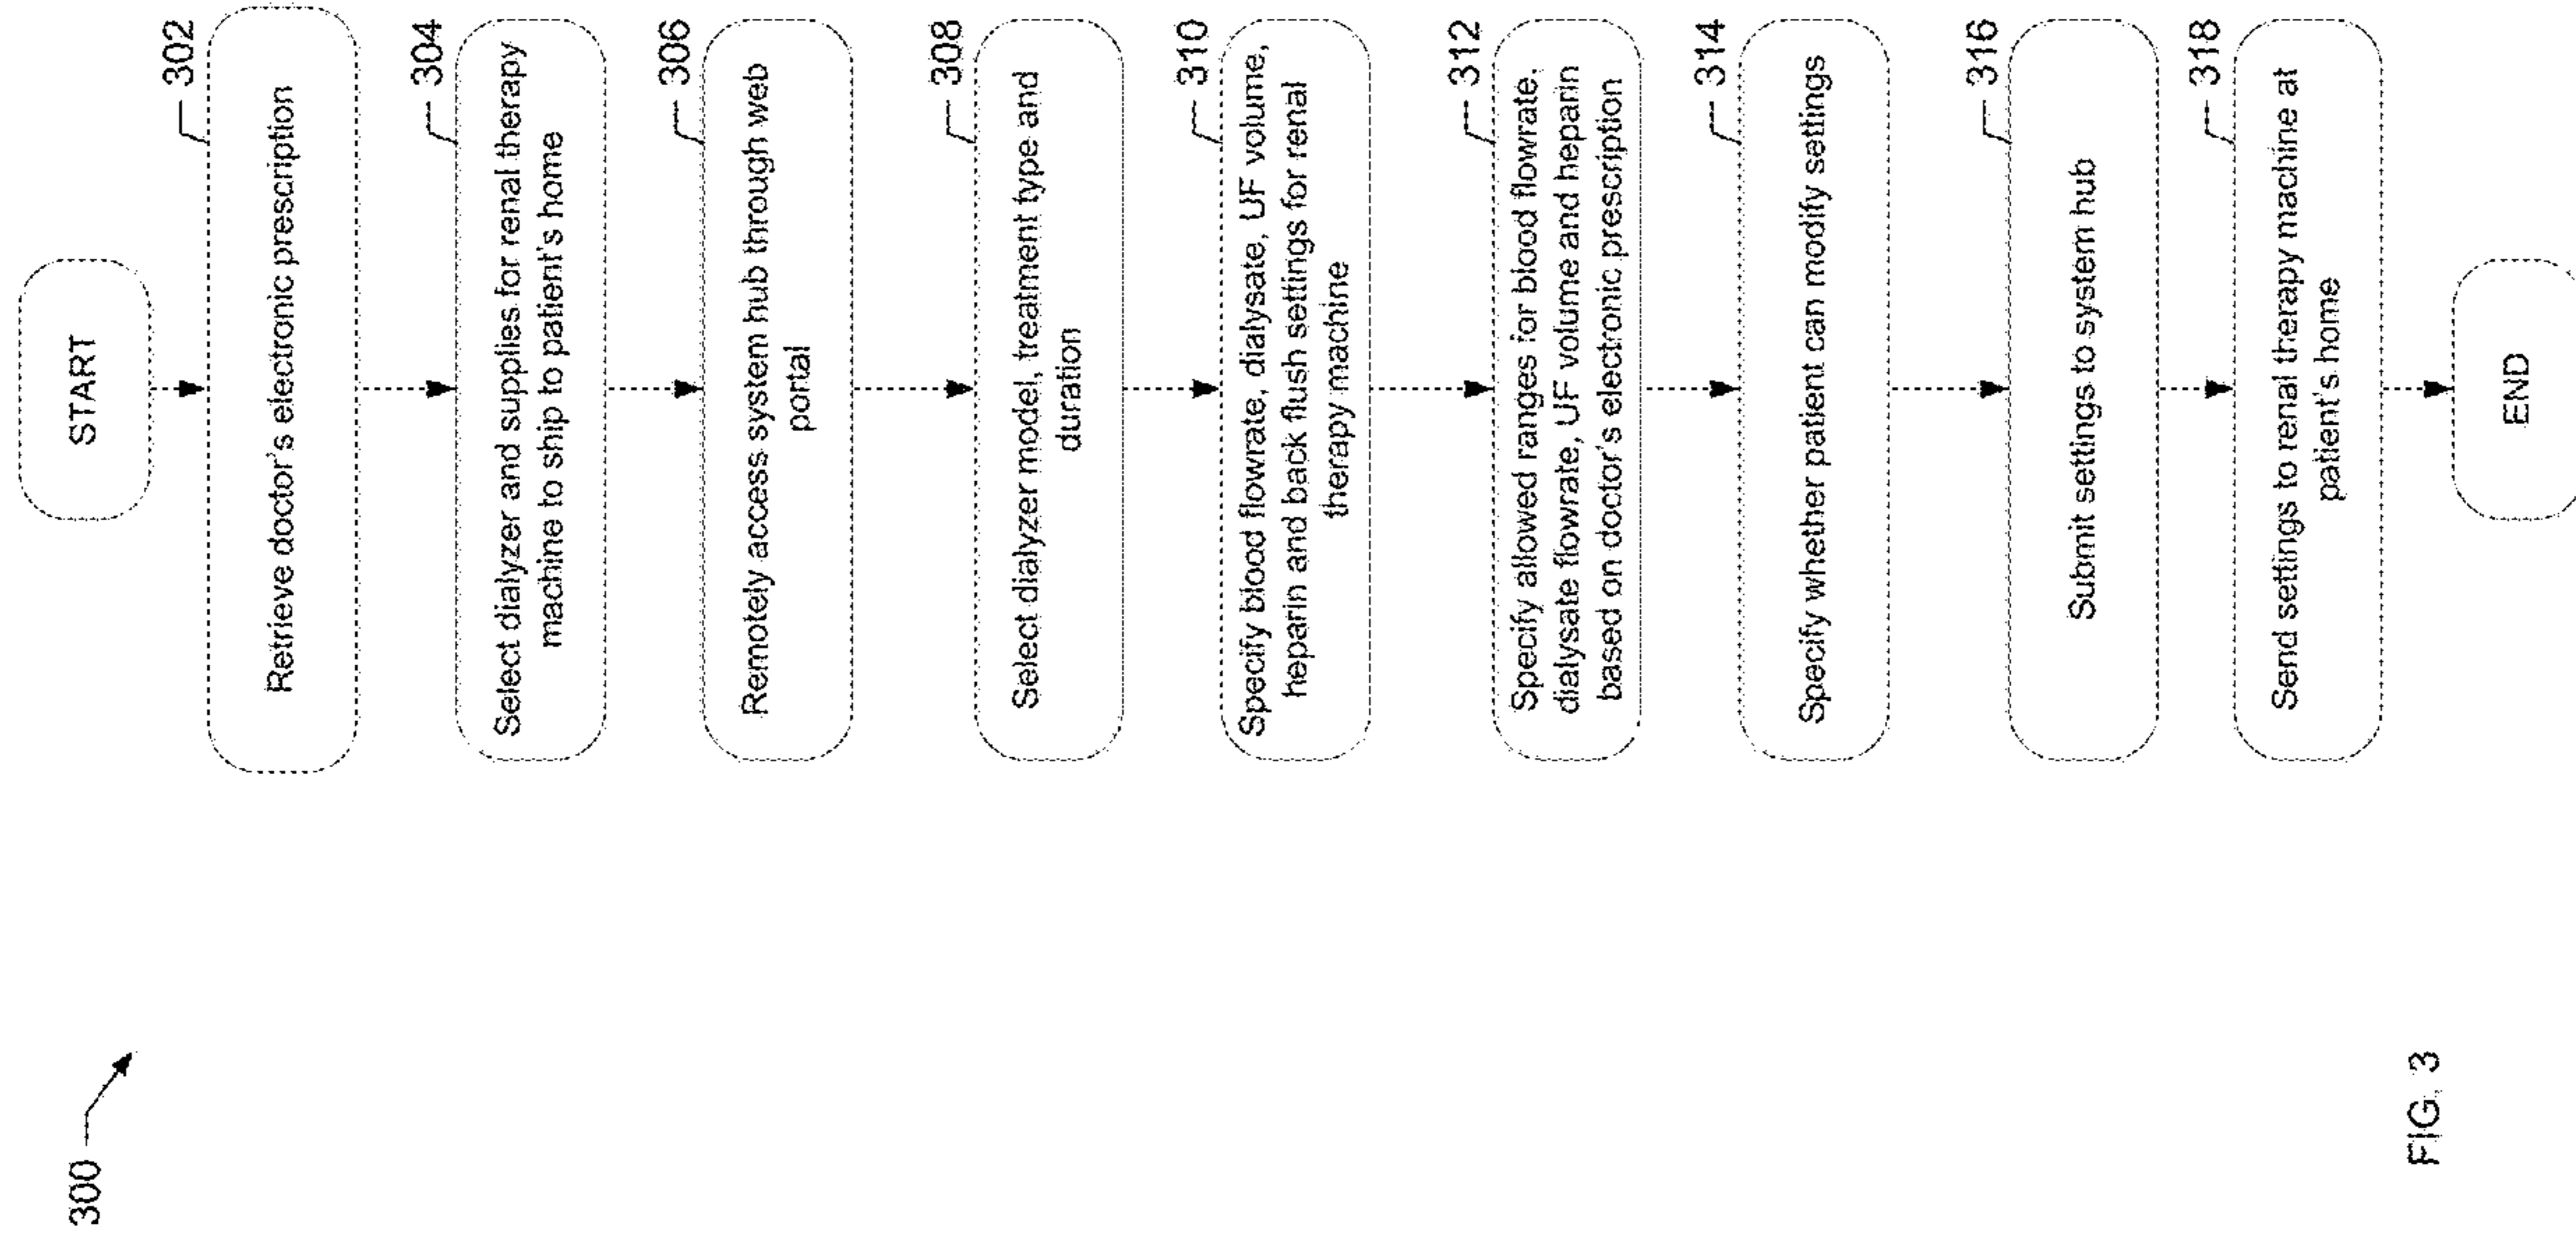 300
START
302
Retrieve doctor's electronic prescription
304
Select dialyzer and supplies for renal therapy
machine to ship to patient's home
306
Remotely access system hub through web
portal
308
Select dialyzer model, treatment type and
duration
310
Specify blood flowrate, dialysate, UF volume,
heparin and back flush settings for renal
therapy machine
312
Specify allowed ranges for blood flowrate,
dialysate flowrate, UF volume and heparin
based on doctor's electronic prescription
314
Specify whether patient can modify settings
316
Submit settings to system hub
318
Send settings to renal therapy machine at
patient's home
END
FIG. 3